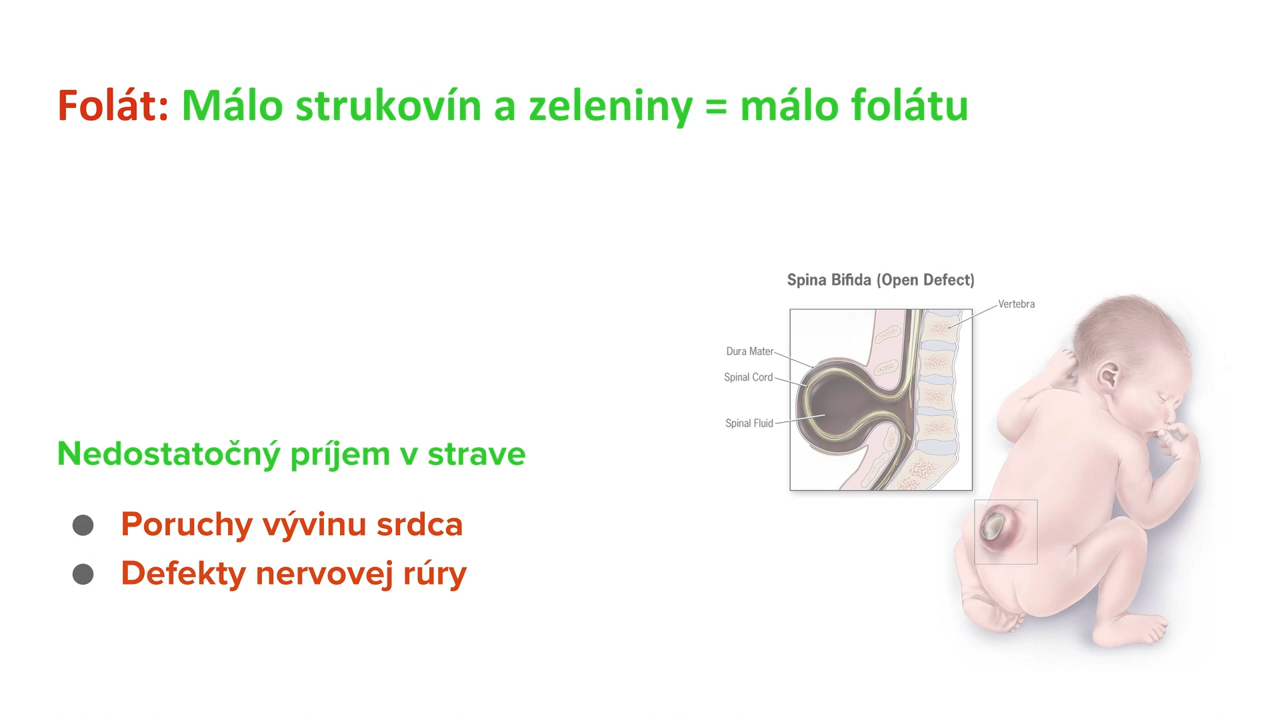 Folát: Málo strukovín a zeleniny = málo folátu
Spina Bifida (Open Defect)
Vertebra
Dura Mater
Spinal Cord
Spinal Fluid
Nedostatočný príjem v strave
● Poruchy vývinu srdca
● Defekty nervovej rúry